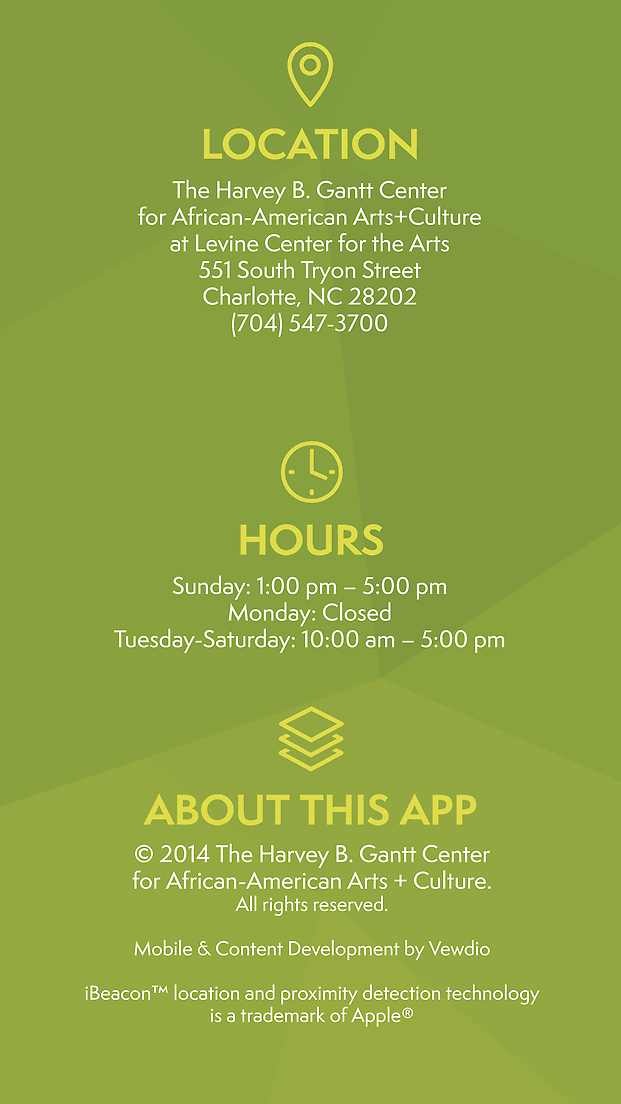 LOCATION
The Harvey B. Gantt Center
for African-American Arts+Culture
at Levine Center for the Arts
551 South Tryon Street
Charlotte, NC 28202
(704) 547-3700
HOURS
Sunday: 1:00 pm – 5:00 pm
Monday: Closed
Tuesday-Saturday: 10:00 am – 5:00 pm
ABOUT THIS APP
© 2014 The Harvey B. Gantt Center
for African-American Arts + Culture.
All rights reserved.
Mobile & Content Development by Vewdio
iBeacon™ location and proximity detection technology
is a trademark of Apple®